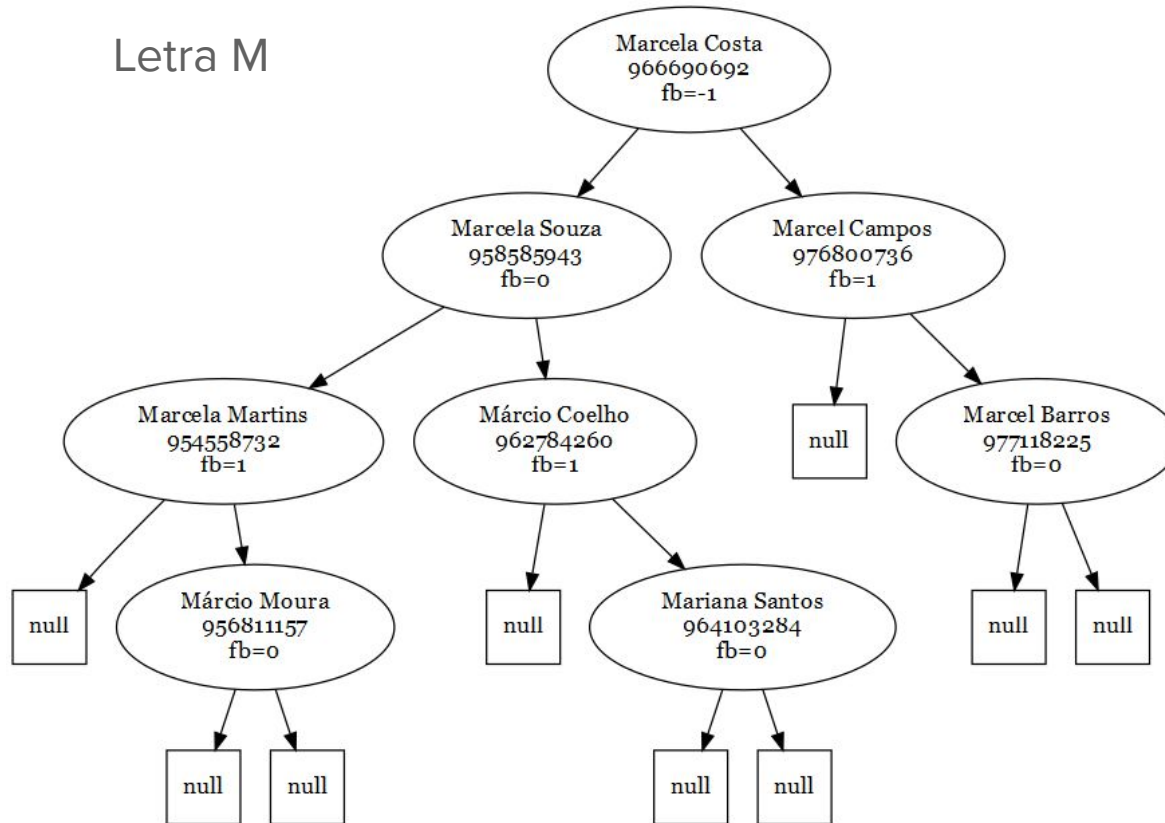 Letra M
Marcela Costa
966690692
fb=-1
Marcela Souza
958585943
fb=0
Marcel Campos
976800736
fb=1
Marcela Martins
954558732
fb=1
Márcio Coelho
962784260
fb=1
null
Marcel Barros
977118225
fb=0
null
Márcio Moura
956811157
fb=0
null
Mariana Santos
964103284
fb=0
null
null
null
null
null
null